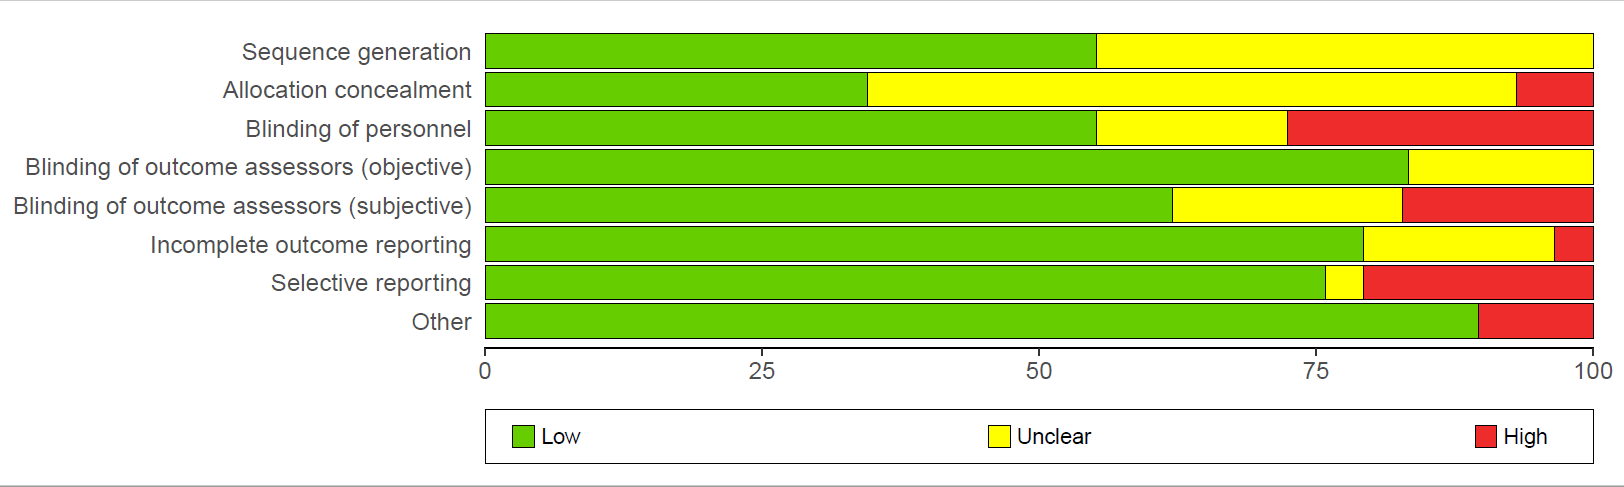 Sequence generation
Allocation concealment
Blinding of personnel
Blinding of outcome assessors (objective)
Blinding of outcome assessors (subjective)
Incomplete outcome reporting
Selective reporting
Other
0 25 50 75 100
Low Unclear High